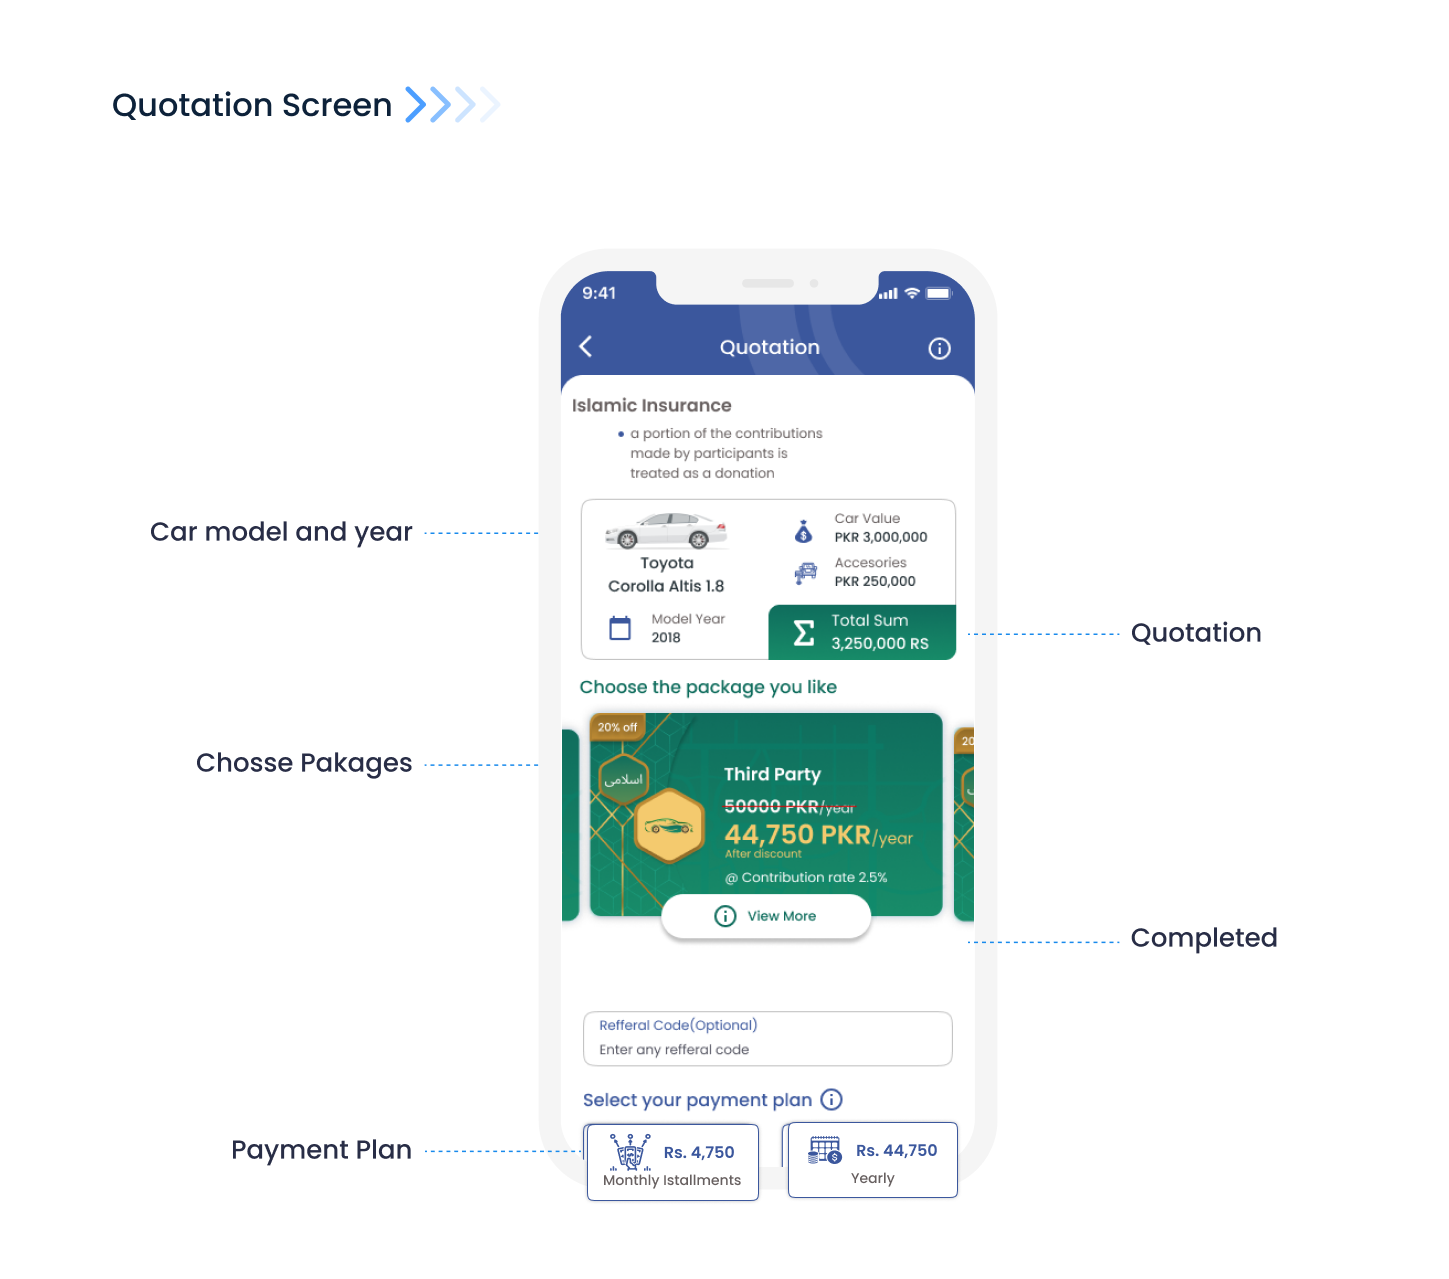 Quotation Screen
9:41
Quotation
Islamic Insurance
• a portion of the contributions
made by participants is
treated as a donation
Car model and year
Toyota
Corolla Altis 1.8
Model Year
2018
Car Value
PKR 3,000,000
Accesories
PKR 250,000
Σ Total Sum
3,250,000 RS
Quotation
Choose the package you like
Chosse Pakages
20% off
اسلامی
Third Party
50000 PKR/year
44,750 PKR/year
After discount
@ Contribution rate 2.5%
View More
20
Completed
Refferal Code(Optional)
Enter any refferal code
Select your payment plan
Payment Plan
Rs. 4,750
Monthly Istallments
Rs. 44,750
Yearly